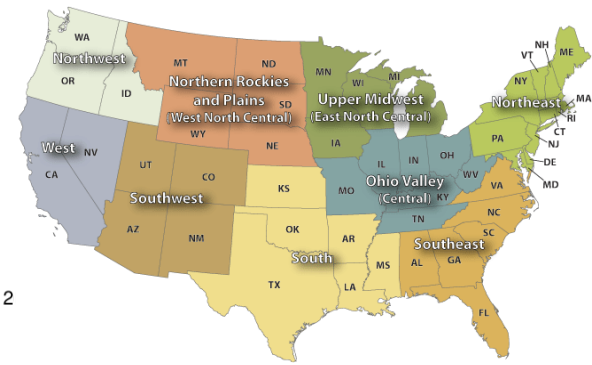 WA
Northwest
OR
ID
MT
ND
Northern Rockies
and Plains
(West North Central)
SD
WY
NE
MN
WI
MI
Upper Midwest
(East North Central)
IA
NH
VT
ME
NY
Northeast
MA
RI
CT
PA
NJ
DE
MD
West
NV
CA
UT
CO
Southwest
AZ
NM
IL
IN
OH
WV
MO
Ohio Valley
(Central)
KY
TN
VA
NC
SC
Southeast
AL
GA
FL
KS
OK
AR
South
MS
TX
LA
2